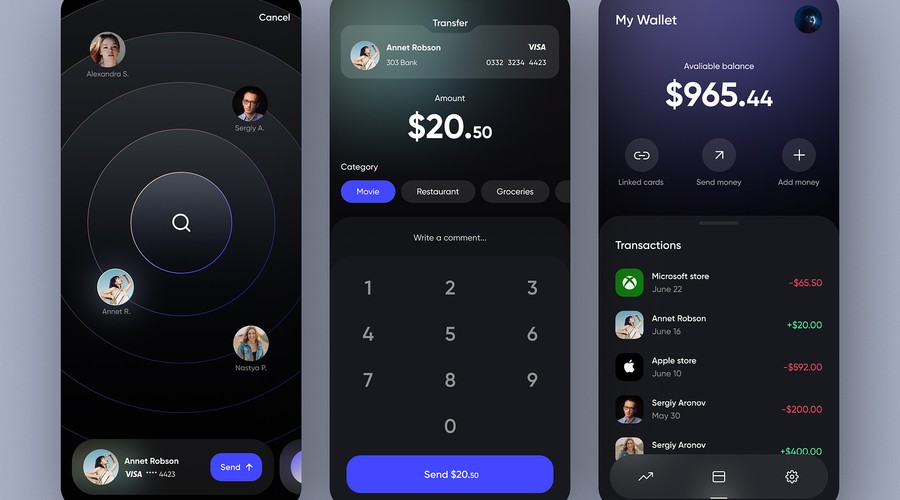 Cancel
Alexandra S.
Sergiy A.
Annet R.
Nastya P.
Annet Robson
VISA •••• 4423
Send
Transfer
Annet Robson
VISA
303 Bank
0332 3234 4423
Amount
$20.50
Category
Movie
Restaurant
Groceries
Write a comment...
1 2 3
4 5 6
7 8 9
0
Send $20.50
My Wallet
Avaliable balance
$965.44
Linked cards
Send money
Add money
Transactions
Microsoft store
June 22
-$65.50
Annet Robson
June 16
+$20.00
Apple store
June 10
-$592.00
Sergiy Aronov
May 30
-$200.00
Sergiy Aronov
+$400.00